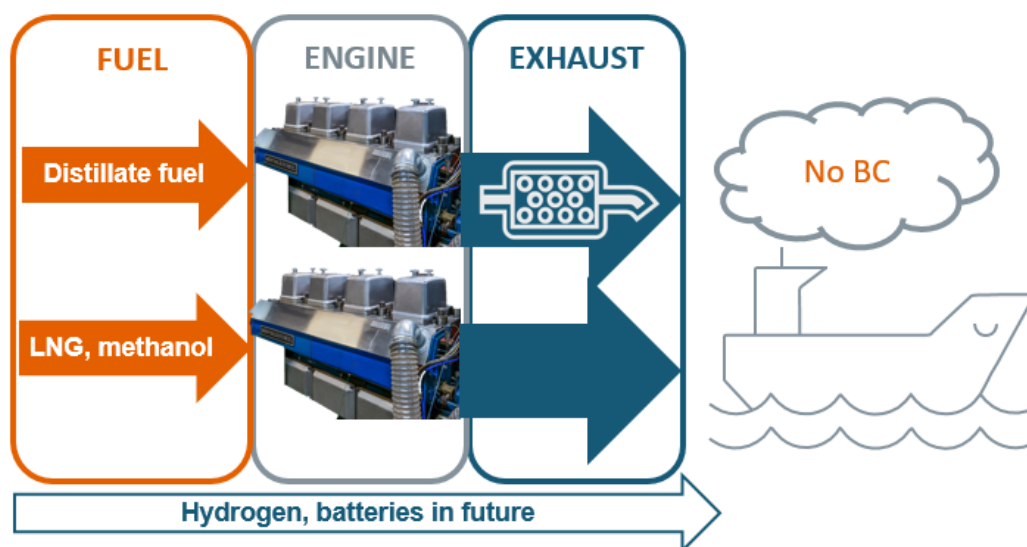 FUEL
ENGINE
EXHAUST
Distillate fuel
No BC
LNG, methanol
Hydrogen, batteries in future